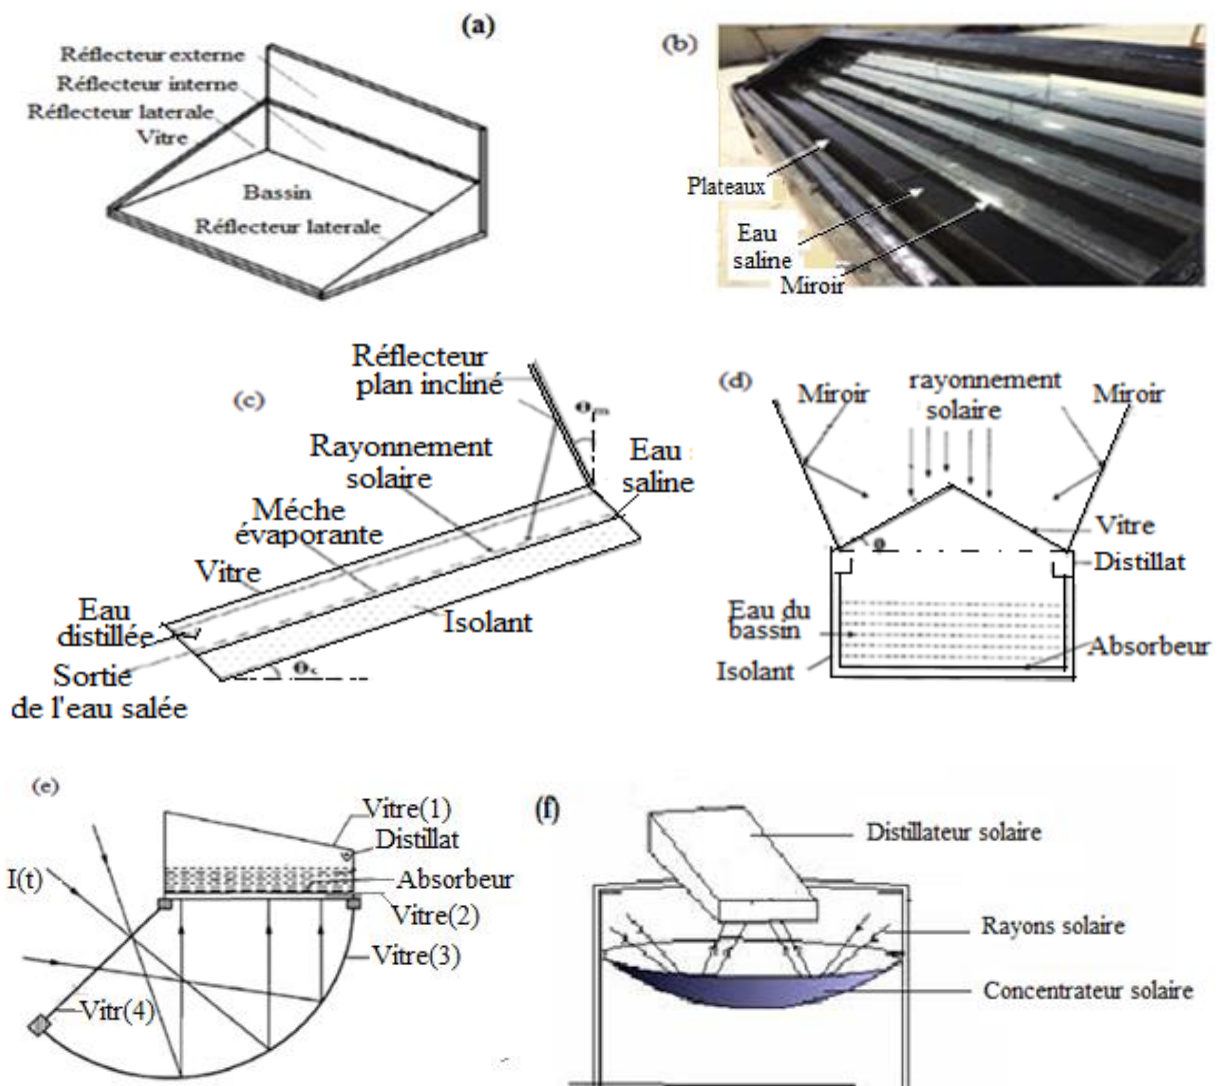 (a)
Réflecteur externe
Réflecteur interne
Réflecteur laterale
Vitre
Bassin
Réflecteur laterale
(b)
Plateaux
Eau
saline
Miroir
(c)
Réflecteur
plan incliné
Θm
Rayonnement
solaire
Eau
saline
Méche
évaporante
Vitre
Eau
distillée
Isolant
Sortie
de l'eau salée
(d)
Miroir
rayonnement
solaire
Miroir
Vitre
θ
Distillat
Eau du
bassin
Absorbeur
Isolant
(e)
Vitre(1)
Distillat
I(t)
Absorbeur
Vitre(2)
Vitre(3)
Vitr(4)
(f)
Distillateur solaire
Rayons solaire
Concentrateur solaire